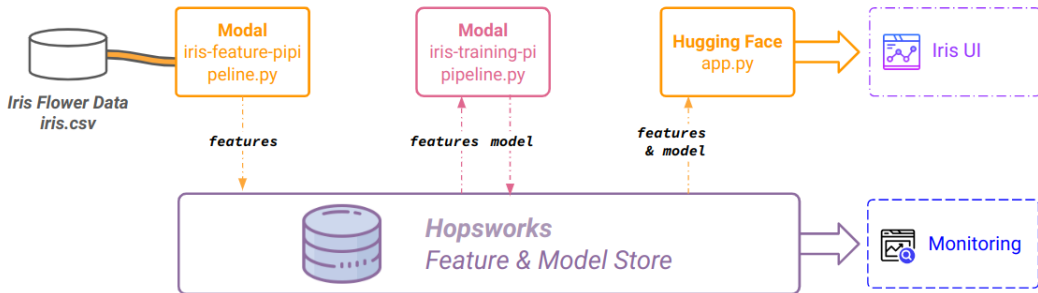 Modal
iris-feature-pipi
peline.py
Modal
iris-training-pi
pipeline.py
Hugging Face
app.py
Iris UI
Iris Flower Data
iris.csv
features
features
model
features
& model
Hopsworks
Feature & Model Store
Monitoring